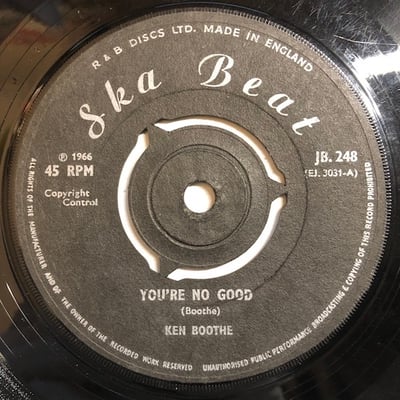 R & B DISCS LTD. MADE IN ENGLAND
Ska Beat
℗ 1966
45 RPM
Copyright
Control
JB. 248
(EJ. 3031-A)
YOU'RE NO GOOD
(Boothe)
KEN BOOTHE
ALL RIGHTS OF THE MANUFACTURER AND OF THE OWNER OF THE RECORDED WORK RESERVED UNAUTHORISED PUBLIC PERFORMANCE BROADCASTING & COPYING OF THIS RECORD PROHIBITED